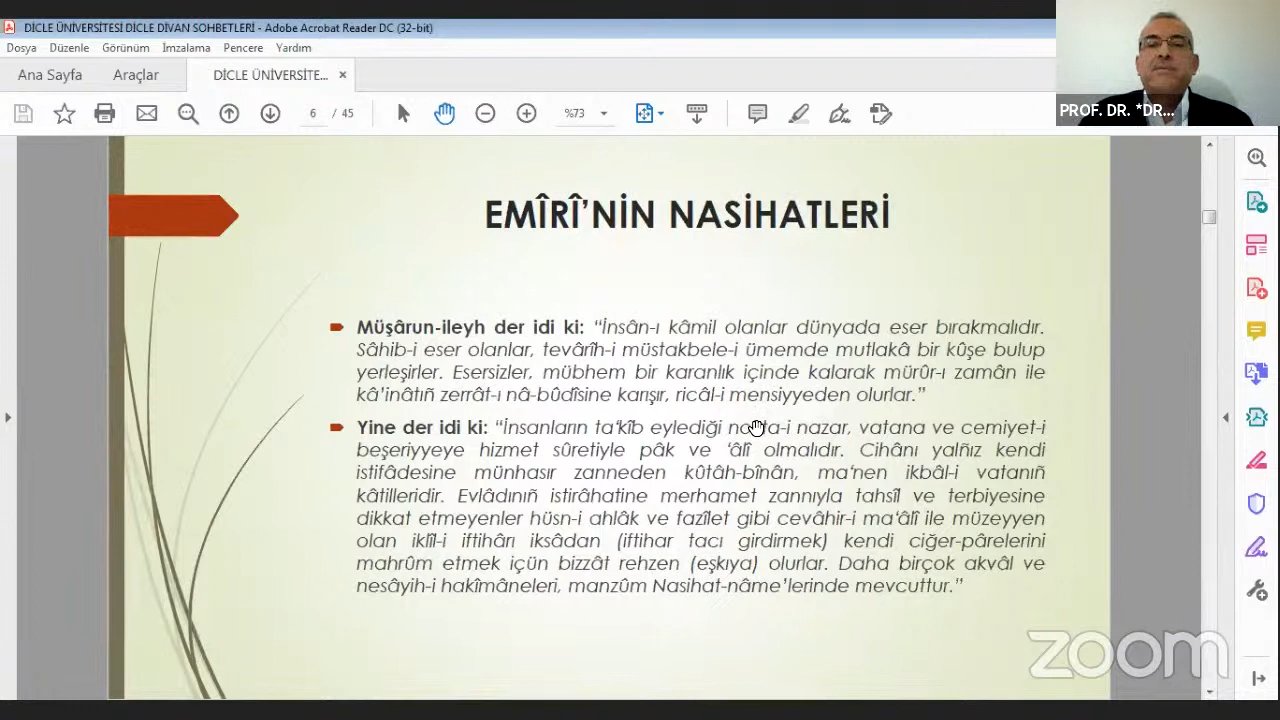 DİCLE ÜNİVERSİTESİ DİCLE DİVAN SOHBETLERİ - Adobe Acrobat Reader DC (32-bit)
Dosya Düzenle Görünüm İmzalama Pencere Yardım
Ana Sayfa Araçlar DİCLE ÜNİVERSİTE... ×
6 / 45 %73
PROF. DR. *DR...
EMÎRÎ’NİN NASİHATLERİ
Müşârun-ileyh der idi ki: “İnsân-ı kâmil olanlar dünyada eser bırakmalıdır.
Sâhib-i eser olanlar, tevârîh-i müstakbele-i ümemde mutlakâ bir kûşe bulup
yerleşirler. Esersizler, mübhem bir karanlık içinde kalarak mürûr-ı zamân ile
kâ’inâtıñ zerrât-ı nâ-bûdîsine karışır, ricâl-i mensiyyeden olurlar.”
Yine der idi ki: “İnsanların ta‘kîb eylediği -i nazar, vatana ve cemiyet-i
beşeriyyeye hizmet sûretiyle pâk ve ‘âlî olmalıdır. Cihânı yalñız kendi
istifâdesine münhasır zanneden kûtâh-bînân, ma‘nen ikbâl-i vatanıñ
kâtilleridir. Evlâdınıñ istirâhatine merhamet zannıyla tahsîl ve terbiyesine
dikkat etmeyenler hüsn-i ahlâk ve fazîlet gibi cevâhir-i ma‘âlî ile müzeyyen
olan iklîl-i iftihârı iksâdan (iftihar tacı girdirmek) kendi ciğer-pârelerini
mahrûm etmek içün bizzât rehzen (eşkıya) olurlar. Daha birçok akvâl ve
nesâyih-i hakîmâneleri, manzûm Nasihat-nâme’lerinde mevcuttur.”
zoom